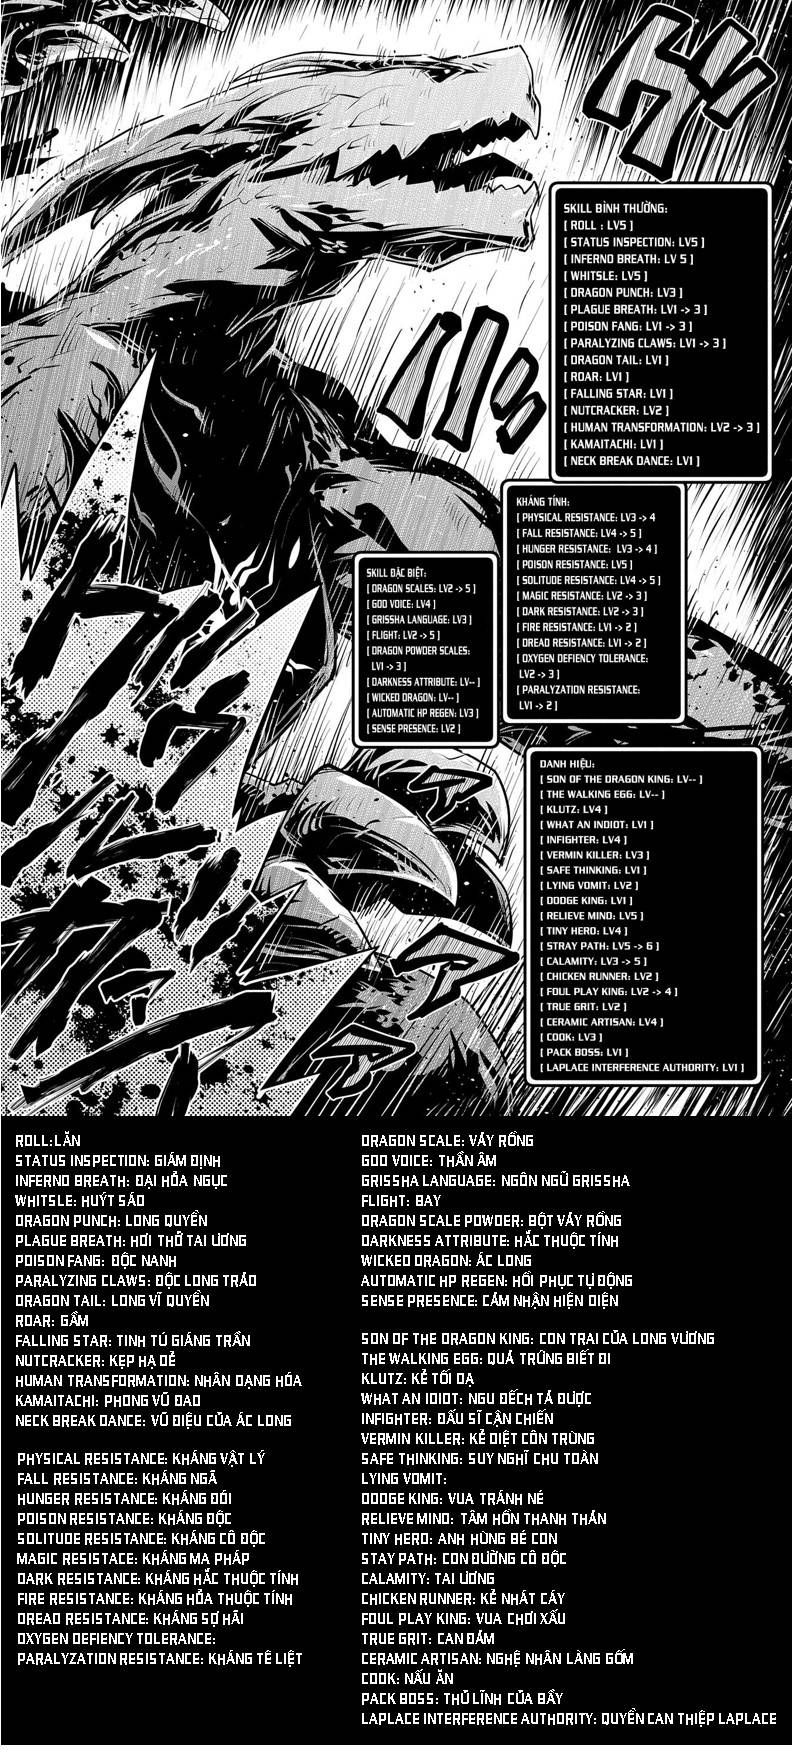 ゲソ
バッ
SKILL BÌNH THƯỜNG:
[ ROLL : LV5 ]
[ STATUS INSPECTION: LV5 ]
[ INFERNO BREATH: LV 5 ]
[ WHITSLE: LV5 ]
[ DRAGON PUNCH: LV3 ]
[ PLAGUE BREATH: LV1 -> 3 ]
[ POISON FANG: LV1 -> 3 ]
[ PARALYZING CLAWS: LV1 -> 3 ]
[ DRAGON TAIL: LV1 ]
[ ROAR: LV1 ]
[ FALLING STAR: LV1 ]
[ NUTCRACKER: LV2 ]
[ HUMAN TRANSFORMATION: LV2 -> 3 ]
[ KAMAITACHI: LV1 ]
[ NECK BREAK DANCE: LV1 ]
KHÁNG TÍNH:
[ PHYSICAL RESISTANCE: LV3 -> 4
[ FALL RESISTANCE: LV4 -> 5 ]
[ HUNGER RESISTANCE: LV3 -> 4 ]
[ POISON RESISTANCE: LV5 ]
[ SOLITUDE RESISTANCE: LV4 -> 5 ]
[ MAGIC RESISTANCE: LV2 -> 3 ]
[ DARK RESISTANCE: LV2 -> 3 ]
[ FIRE RESISTANCE: LV1 -> 2 ]
[ DREAD RESISTANCE: LV1 -> 2 ]
[ OXYGEN DEFIENCY TOLERANCE:
LV2 -> 3 ]
[ PARALYZATION RESISTANCE:
LV1 -> 2 ]
SKILL ĐẶC BIỆT:
[ DRAGON SCALES: LV2 -> 5 ]
[ GOD VOICE: LV4 ]
[ GRISSHA LANGUAGE: LV3 ]
[ FLIGHT: LV2 -> 5 ]
[ DRAGON POWDER SCALES:
LV1 -> 3 ]
[ DARKNESS ATTRIBUTE: LV-- ]
[ WICKED DRAGON: LV-- ]
[ AUTOMATIC HP REGEN: LV3 ]
[ SENSE PRESENCE: LV2 ]
DANH HIỆU:
[ SON OF THE DRAGON KING: LV-- ]
[ THE WALKING EGG: LV-- ]
[ KLUTZ: LV4 ]
[ WHAT AN INDIOT: LV1 ]
[ INFIGHTER: LV4 ]
[ VERMIN KILLER: LV3 ]
[ SAFE THINKING: LV1 ]
[ LYING VOMIT: LV2 ]
[ DODGE KING: LV1 ]
[ RELIEVE MIND: LV5 ]
[ TINY HERO: LV4 ]
[ STRAY PATH: LV5 -> 6 ]
[ CALAMITY: LV3 -> 5 ]
[ CHICKEN RUNNER: LV2 ]
[ FOUL PLAY KING: LV2 -> 4 ]
[ TRUE GRIT: LV2 ]
[ CERAMIC ARTISAN: LV4 ]
[ COOK: LV3 ]
[ PACK BOSS: LV1 ]
[ LAPLACE INTERFERENCE AUTHORITY: LV1 ]
ァ
ァ
ァ
ROLL:LĂN
STATUS INSPECTION: GIÁM ĐỊNH
INFERNO BREATH: ĐẠI HỎA NGỤC
WHITSLE: HUÝT SÁO
DRAGON PUNCH: LONG QUYỀN
PLAGUE BREATH: HƠI THỞ TAI ƯƠNG
POISON FANG: ĐỘC NANH
PARALYZING CLAWS: ĐỘC LONG TRẢO
DRAGON TAIL: LONG VĨ QUYỀN
ROAR: GẦM
FALLING STAR: TINH TÚ GIÁNG TRẦN
NUTCRACKER: KẸP HẠ DẺ
HUMAN TRANSFORMATION: NHÂN DẠNG HÓA
KAMAITACHI: PHONG VŨ ĐAO
NECK BREAK DANCE: VŨ ĐIỆU CỦA ÁC LONG
PHYSICAL RESISTANCE: KHÁNG VẬT LÝ
FALL RESISTANCE: KHÁNG NGÃ
HUNGER RESISTANCE: KHÁNG ĐÓI
POISON RESISTANCE: KHÁNG ĐỘC
SOLITUDE RESISTANCE: KHÁNG CÔ ĐỘC
MAGIC RESISTACE: KHÁNG MA PHÁP
DARK RESISTANCE: KHÁNG HẮC THUỘC TÍNH
FIRE RESISTANCE: KHÁNG HỎA THUỘC TÍNH
DREAD RESISTANCE: KHÁNG SỢ HÃI
OXYGEN DEFIENCY TOLERANCE:
PARALYZATION RESISTANCE: KHÁNG TÊ LIỆT
DRAGON SCALE: VẢY RỒNG
GOD VOICE: THẦN ÂM
GRISSHA LANGUAGE: NGÔN NGỮ GRISSHA
FLIGHT: BAY
DRAGON SCALE POWDER: BỘT VẢY RỒNG
DARKNESS ATTRIBUTE: HẮC THUỘC TÍNH
WICKED DRAGON: ÁC LONG
AUTOMATIC HP REGEN: HỒI PHỤC TỰ ĐỘNG
SENSE PRESENCE: CẢM NHẬN HIỆN DIỆN
SON OF THE DRAGON KING: CON TRAI CỦA LONG VƯƠNG
THE WALKING EGG: QUẢ TRỨNG BIẾT ĐI
KLUTZ: KẺ TỐI DẠ
WHAT AN IDIOT: NGU ĐẾCH TẢ ĐƯỢC
INFIGHTER: ĐẤU SĨ CẬN CHIẾN
VERMIN KILLER: KẺ DIỆT CÔN TRÙNG
SAFE THINKING: SUY NGHĨ CHU TOÀN
LYING VOMIT:
DODGE KING: VUA TRÁNH NÉ
RELIEVE MIND: TÂM HỒN THANH THẢN
TINY HERO: ANH HÙNG BÉ CON
STAY PATH: CON ĐƯỜNG CÔ ĐỘC
CALAMITY: TAI ƯƠNG
CHICKEN RUNNER: KẺ NHÁT CÁY
FOUL PLAY KING: VUA CHƠI XẤU
TRUE GRIT: CAN ĐẢM
CERAMIC ARTISAN: NGHỆ NHÂN LÀNG GỐM
COOK: NẤU ĂN
PACK BOSS: THỦ LĨNH CỦA BẦY
LAPLACE INTERFERENCE AUTHORITY: QUYỀN CAN THIỆP LAPLACE